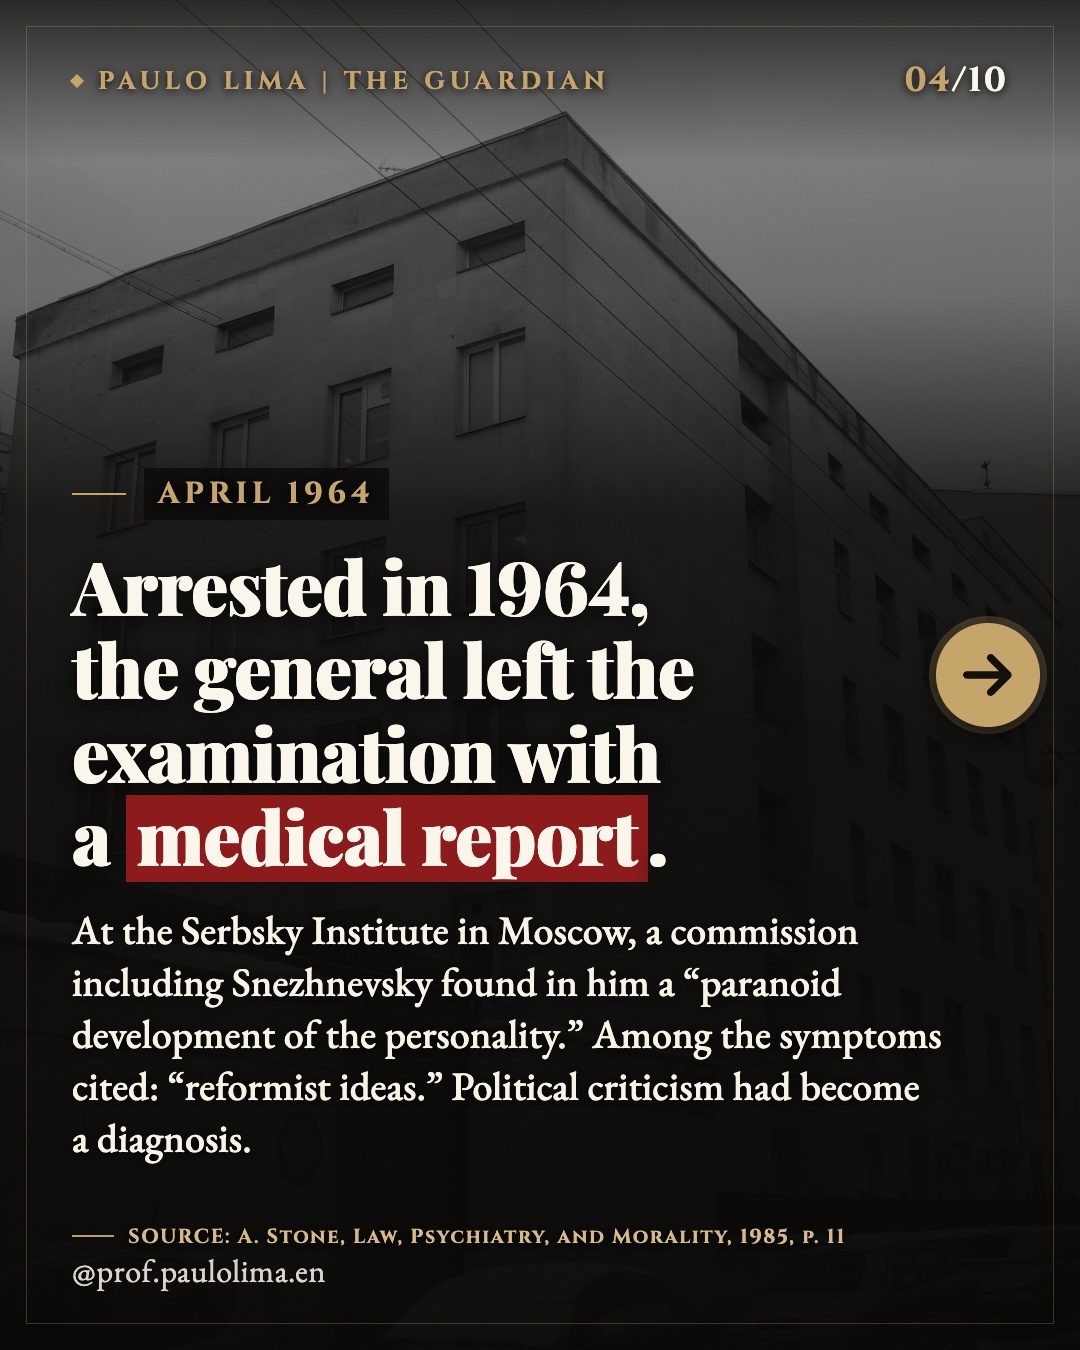 ◆ PAULO LIMA | THE GUARDIAN
04/10
APRIL 1964
Arrested in 1964,
the general left the
examination with
a medical report.
At the Serbsky Institute in Moscow, a commission
including Snezhnevsky found in him a “paranoid
development of the personality.” Among the symptoms
cited: “reformist ideas.” Political criticism had become
a diagnosis.
SOURCE: A. Stone, Law, Psychiatry, and Morality, 1985, p. 11
@prof.paulolima.en